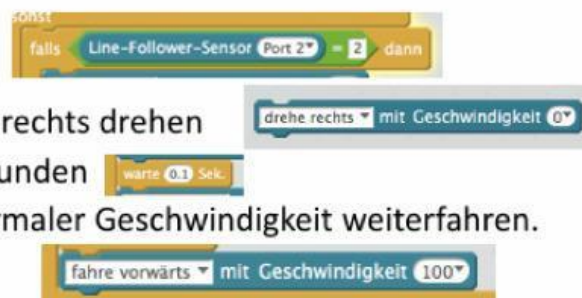 sonst
falls Line-Follower-Sensor Port 2 = 2 dann
rechts drehen drehe rechts mit Geschwindigkeit 0
unden warte 0.1 Sek.
rmaler Geschwindigkeit weiterfahren.
fahre vorwärts mit Geschwindigkeit 100